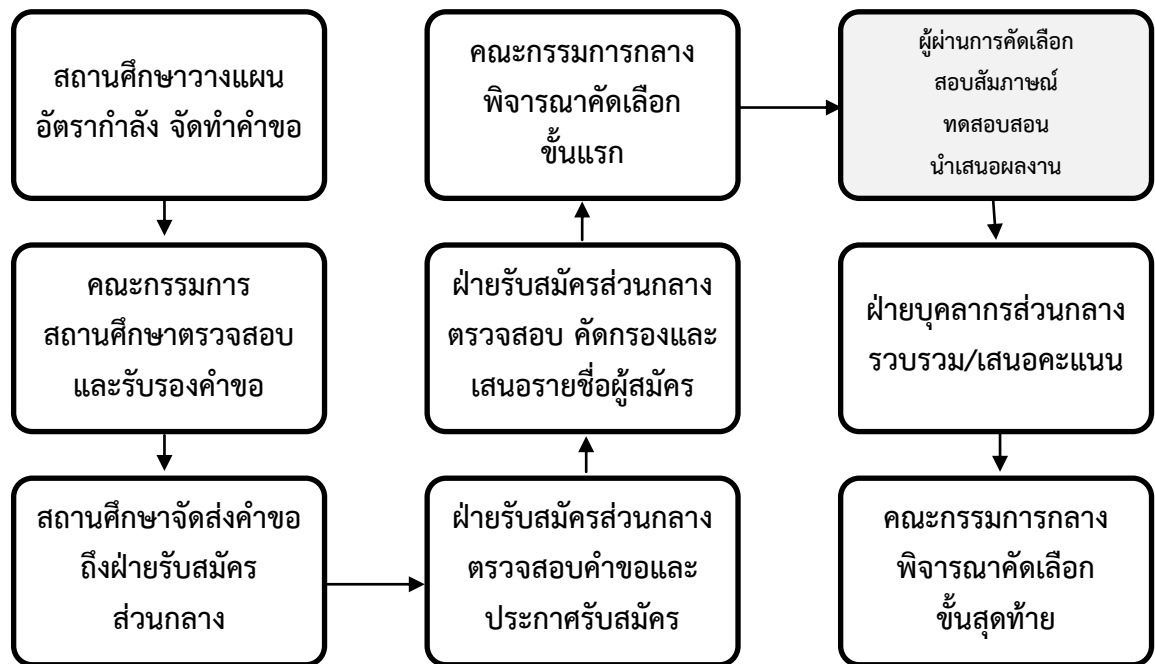 สถานศึกษาวางแผน
อัตรากำลัง จัดทำคำขอ
คณะกรรมการ
สถานศึกษาตรวจสอบ
และรับรองคำขอ
สถานศึกษาจัดส่งคำขอ
ถึงฝ่ายรับสมัคร
ส่วนกลาง
ฝ่ายรับสมัครส่วนกลาง
ตรวจสอบคำขอและ
ประกาศรับสมัคร
ฝ่ายรับสมัครส่วนกลาง
ตรวจสอบ คัดกรองและ
เสนอรายชื่อผู้สมัคร
คณะกรรมการกลาง
พิจารณาคัดเลือก
ขั้นแรก
ผู้ผ่านการคัดเลือก
สอบสัมภาษณ์
ทดสอบสอน
นำเสนอผลงาน
ฝ่ายบุคลากรส่วนกลาง
รวบรวม/เสนอคะแนน
คณะกรรมการกลาง
พิจารณาคัดเลือก
ขั้นสุดท้าย